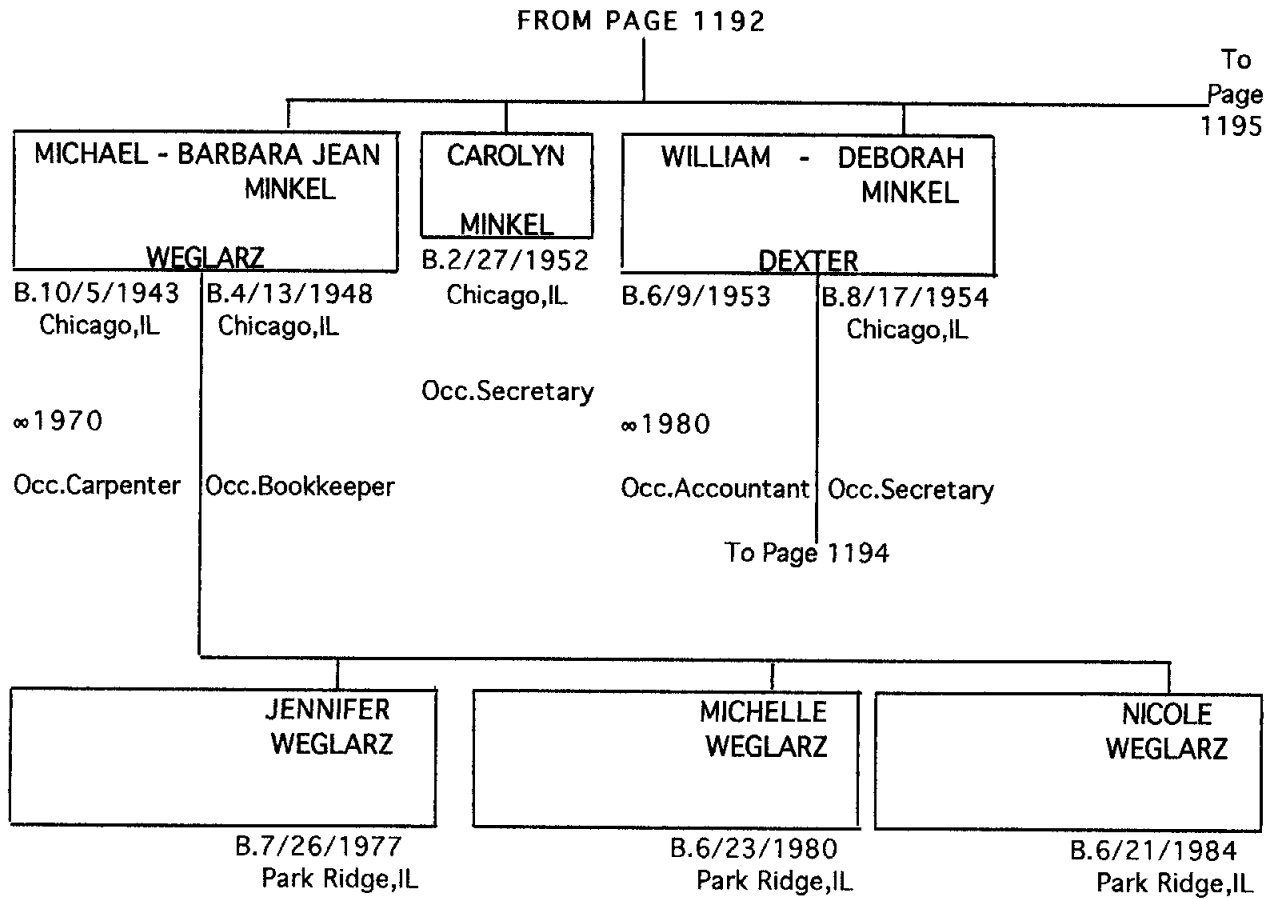 FROM PAGE 1192
To
Page
1195
MICHAEL - BARBARA JEAN
MINKEL
WEGLARZ
B.10/5/1943 B.4/13/1948
Chicago,IL Chicago,IL
∞1970
Occ.Carpenter Occ.Bookkeeper
CAROLYN
MINKEL
B.2/27/1952
Chicago,IL
Occ.Secretary
WILLIAM - DEBORAH
MINKEL
DEXTER
B.6/9/1953 B.8/17/1954
Chicago,IL
∞1980
Occ.Accountant Occ.Secretary
To Page 1194
JENNIFER
WEGLARZ
B.7/26/1977
Park Ridge,IL
MICHELLE
WEGLARZ
B.6/23/1980
Park Ridge,IL
NICOLE
WEGLARZ
B.6/21/1984
Park Ridge,IL